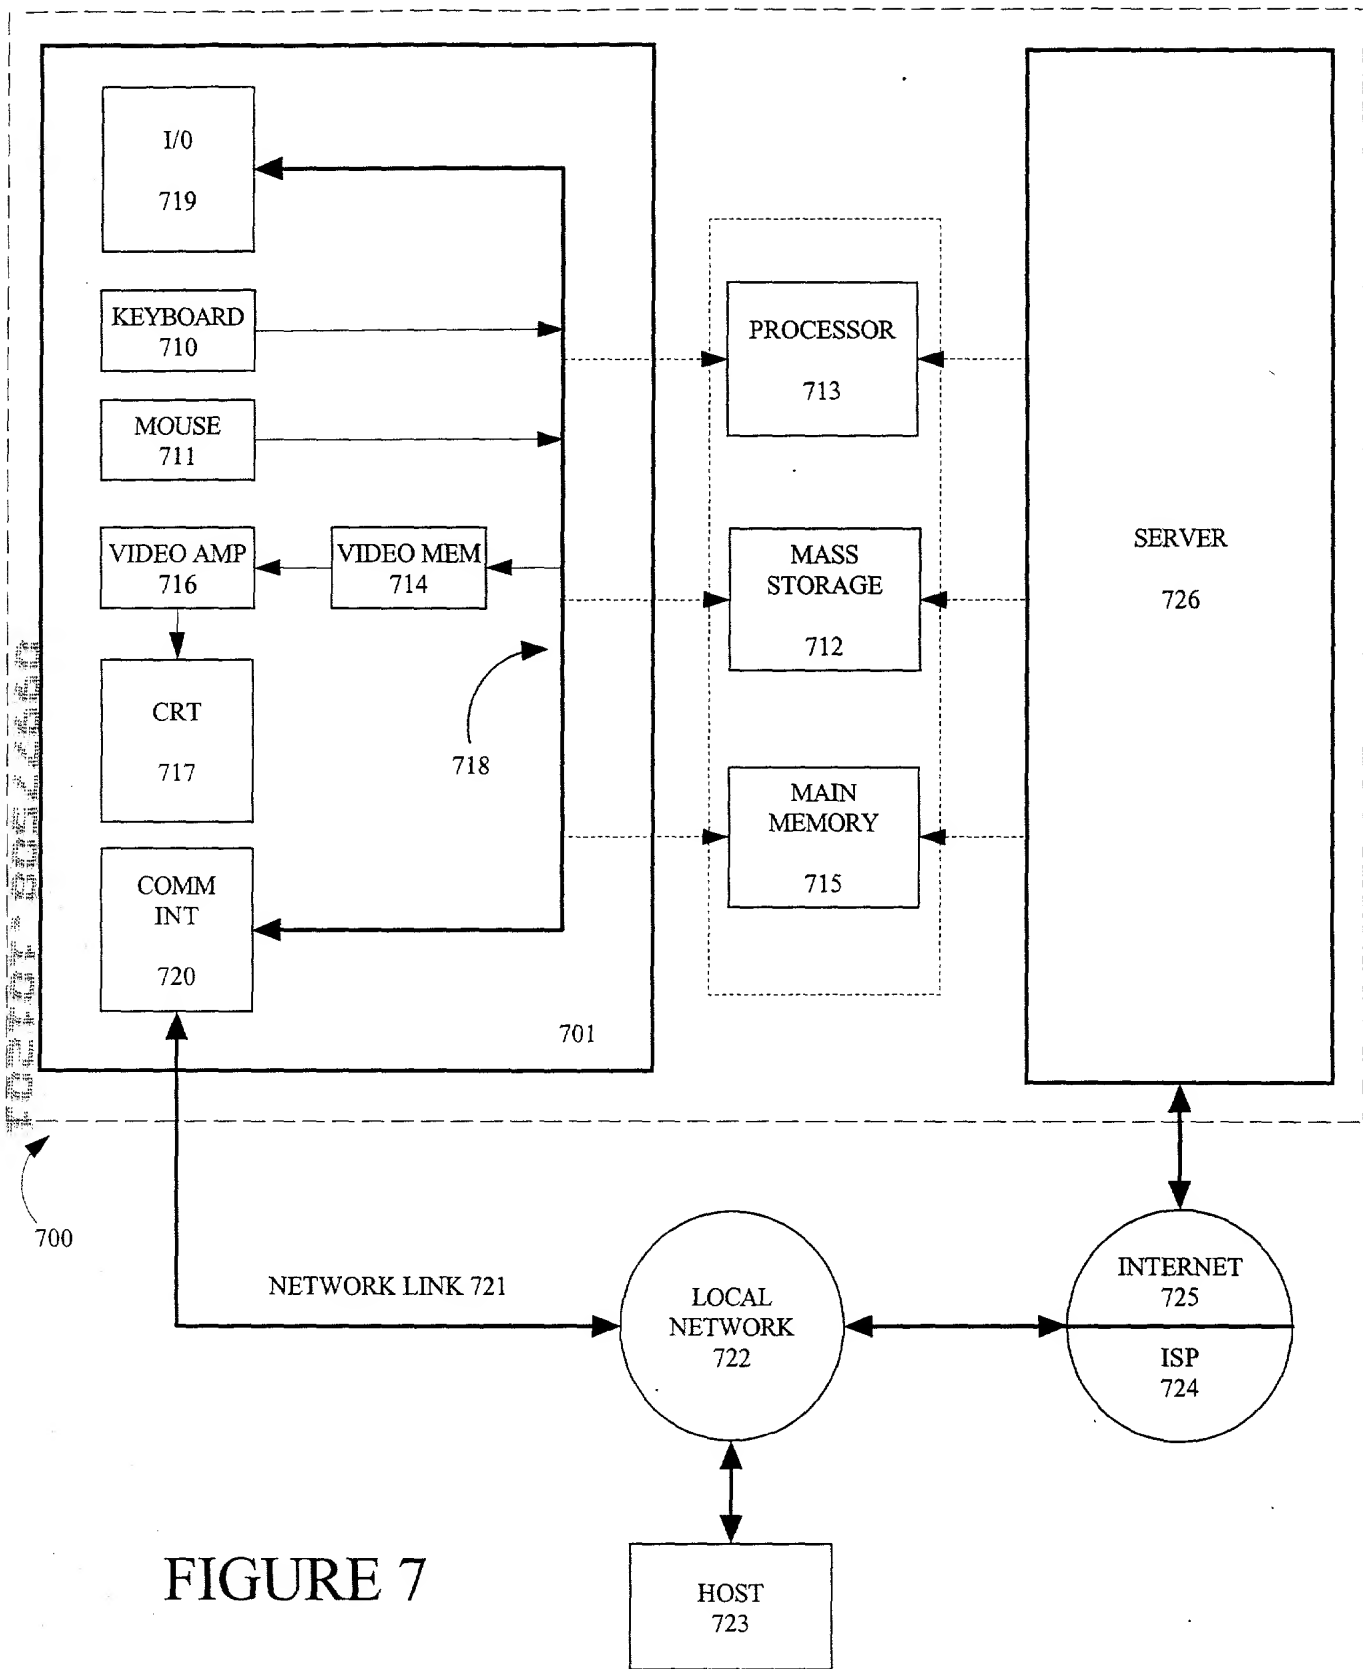 I/0
719
KEYBOARD
710
MOUSE
711
VIDEO AMP
716
VIDEO MEM
714
CRT
717
718
COMM
INT
720
701
PROCESSOR
713
MASS
STORAGE
712
MAIN
MEMORY
715
SERVER
726
700
NETWORK LINK 721
LOCAL
NETWORK
722
INTERNET
725
ISP
724
HOST
723
FIGURE 7